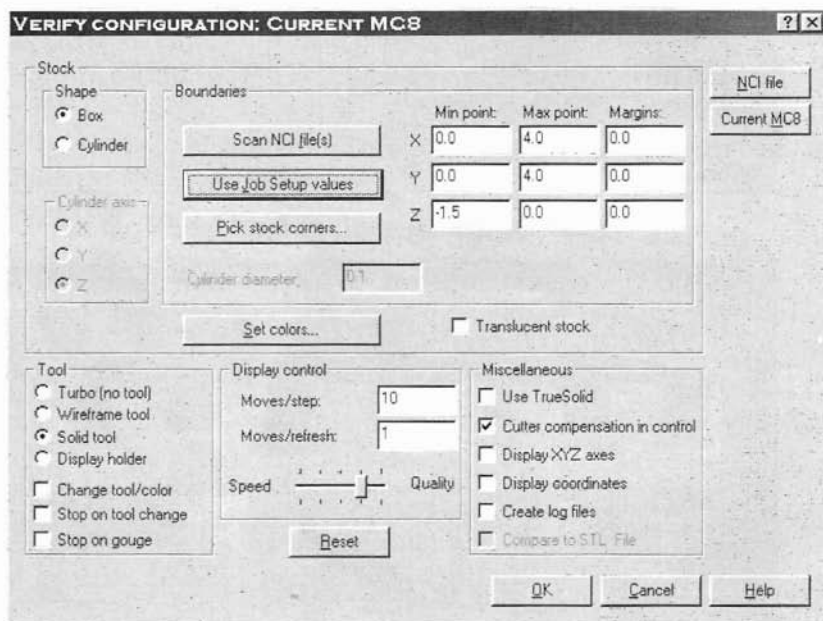 VERIFY CONFIGURATION: CURRENT MC8
Stock
Shape
Box
Cylinder
Cylinder axis
X
Y
Z
Boundaries
Scan NCI file(s)
Use Job Setup values
Pick stock corners...
Cylinder diameter:
0.1
Min point: Max point: Margins:
X 0.0 4.0 0.0
Y 0.0 4.0 0.0
Z -1.5 0.0 0.0
Set colors...
Translucent stock
NCI file
Current MC8
Tool
Turbo (no tool)
Wireframe tool
Solid tool
Display holder
Change tool/color
Stop on tool change
Stop on gouge
Display control
Moves/step: 10
Moves/refresh: 1
Speed Quality
Reset
Miscellaneous
Use TrueSolid
Cutter compensation in control
Display XYZ axes
Display coordinates
Create log files
Compare to STL File
OK Cancel Help